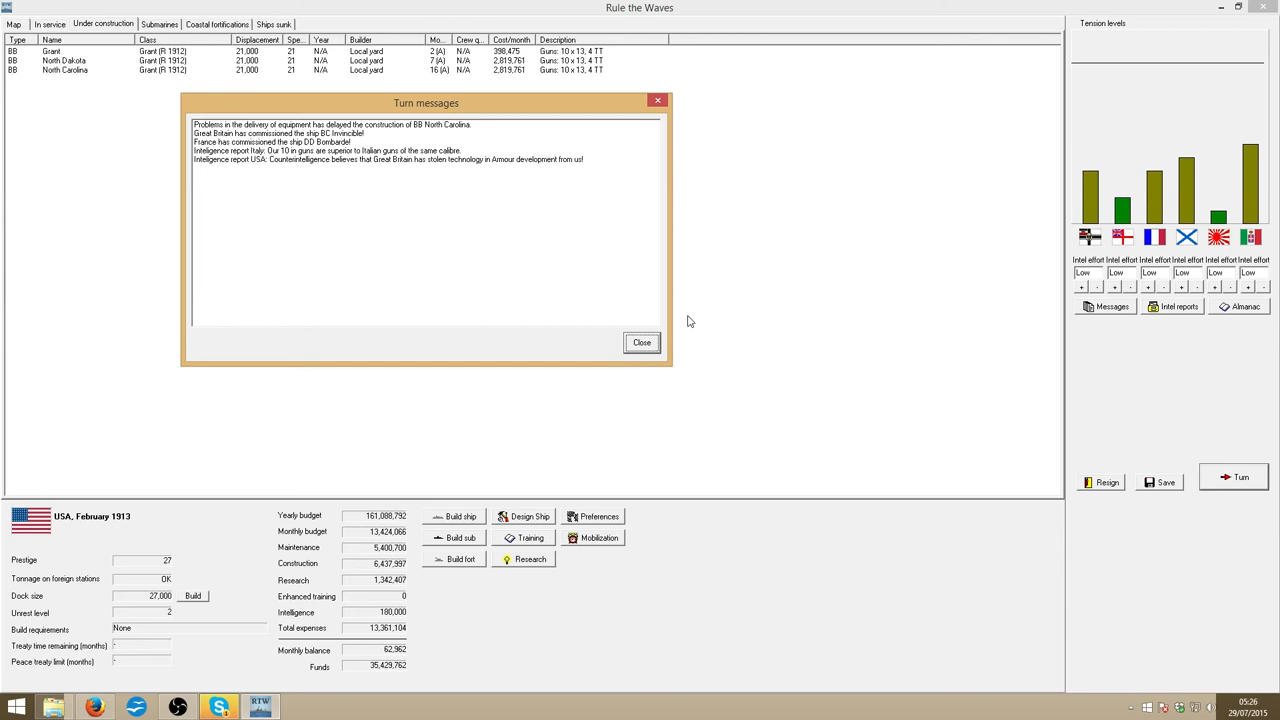 Rule the Waves
Map In service Under construction Submarines Coastal fortifications Ships sunk
Type Name Class Displacement Spe... Year Builder Mo... Crew q... Cost/month Description
BB Grant Grant (R 1912) 21,000 21 N/A Local yard 2 (A) N/A 398,475 Guns: 10 x 13, 4 TT
BB North Dakota Grant (R 1912) 21,000 21 N/A Local yard 7 (A) N/A 2,819,761 Guns: 10 x 13, 4 TT
BB North Carolina Grant (R 1912) 21,000 21 N/A Local yard 16 (A) N/A 2,819,761 Guns: 10 x 13, 4 TT
Turn messages
Problems in the delivery of equipment has delayed the construction of BB North Carolina.
Great Britain has commissioned the ship BC Invincible!
France has commissioned the ship DD Bombarde!
Inteligence report Italy: Our 10 in guns are superior to Italian guns of the same calibre.
Inteligence report USA: Counterintelligence believes that Great Britain has stolen technology in Armour development from us!
Close
Tension levels
Intel effort Intel effort Intel effort Intel effort Intel effort Intel effort
Low Low Low Low Low Low
+ - + - + - + - + - + -
Messages Intel reports Almanac
Resign Save Turn
USA, February 1913
Prestige 27
Tonnage on foreign stations OK
Dock size 27,000 Build
Unrest level 2
Build requirements None
Treaty time remaining (months) -
Peace treaty limit (months) -
Yearly budget 161,088,792
Monthly budget 13,424,066
Maintenance 5,400,700
Construction 6,437,997
Research 1,342,407
Enhanced training 0
Intelligence 180,000
Total expenses 13,361,104
Monthly balance 62,962
Funds 35,429,762
Build ship Design Ship Preferences
Build sub Training Mobilization
Build fort Research
RTW
05:26
29/07/2015